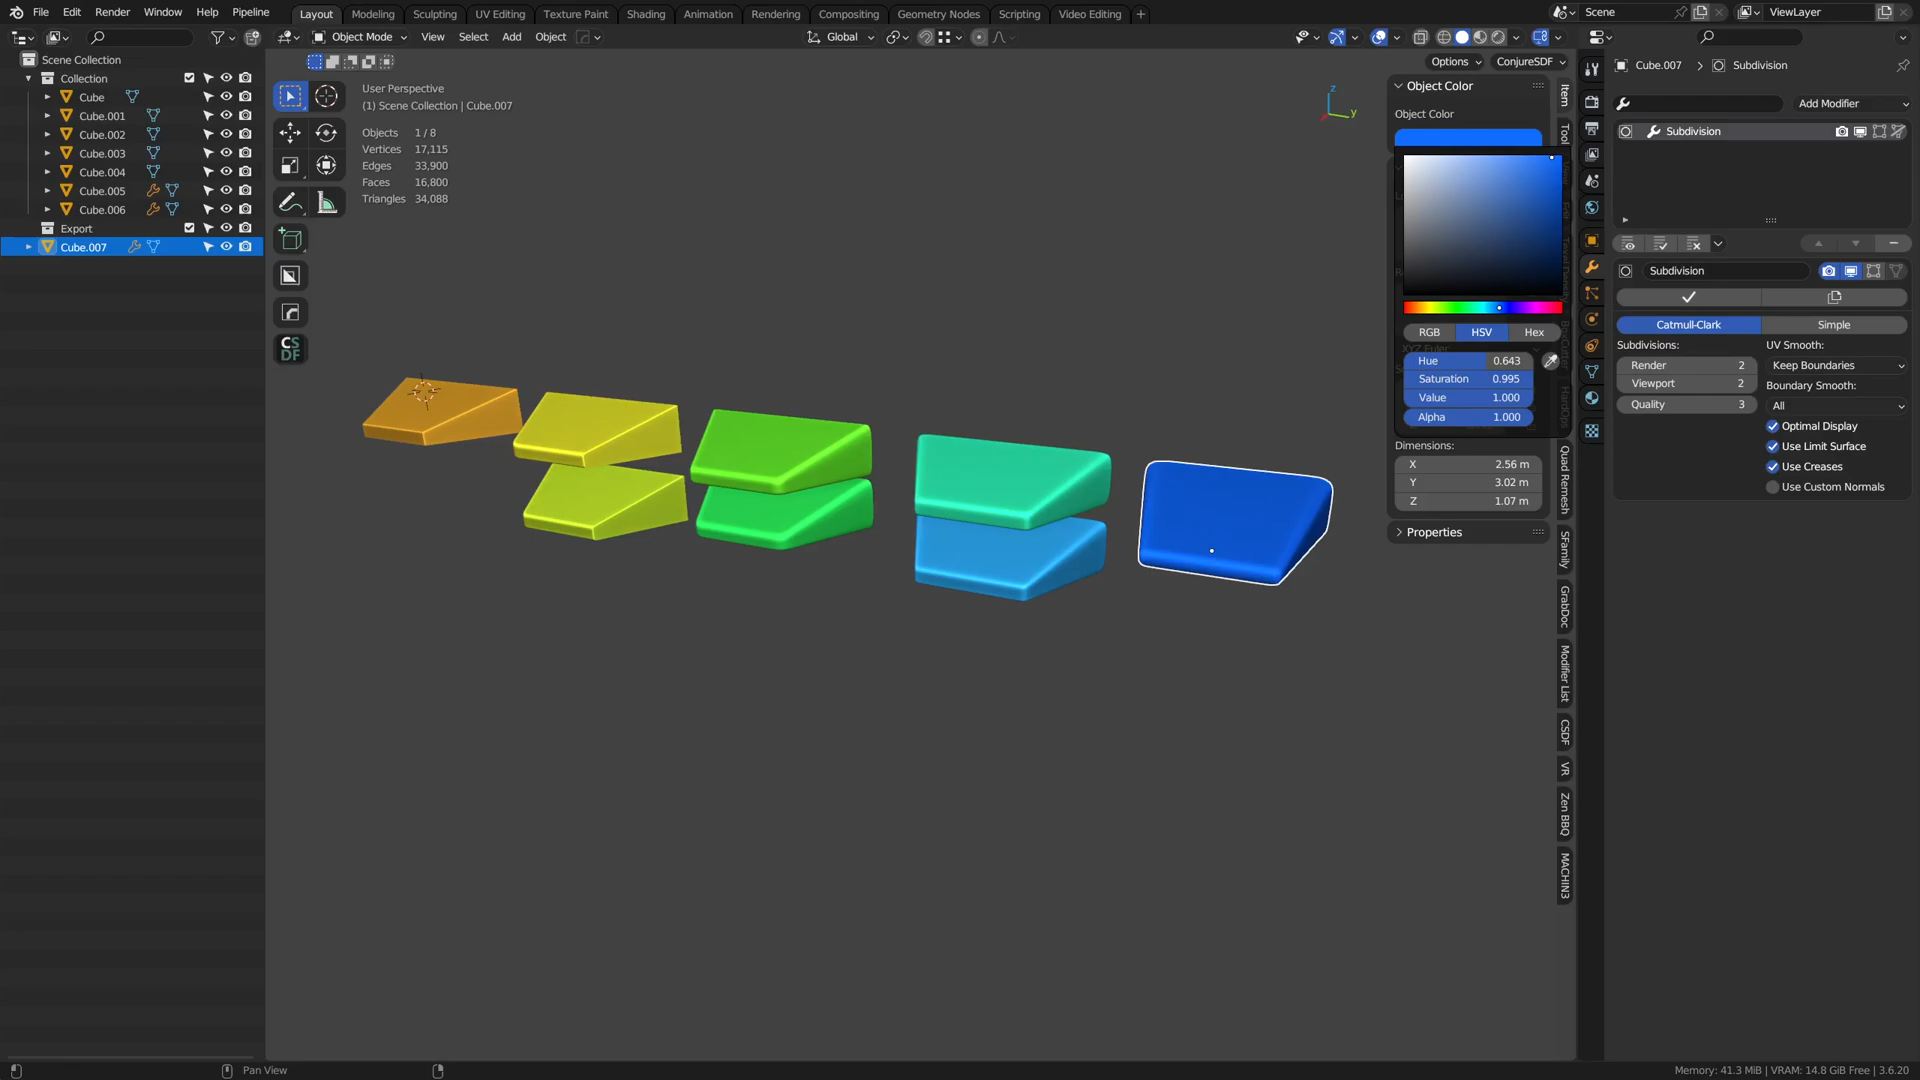 File Edit Render Window Help Pipeline Layout Modeling Sculpting UV Editing Texture Paint Shading Animation Rendering Compositing Geometry Nodes Scripting Video Editing + Scene ViewLayer
Object Mode View Select Add Object Global
Options ConjureSDF
Scene Collection
Collection
Cube
Cube.001
Cube.002
Cube.003
Cube.004
Cube.005
Cube.006
Export
Cube.007
User Perspective
(1) Scene Collection | Cube.007
Objects 1 / 8
Vertices 17,115
Edges 33,900
Faces 16,800
Triangles 34,088
CS
DF
Z
Y
Object Color
Object Color
RGB HSV Hex
Hue 0.643
Saturation 0.995
Value 1.000
Alpha 1.000
Dimensions:
X 2.56 m
Y 3.02 m
Z 1.07 m
Properties
Item
Tool
Quad Remesh
SFamily
GrabDoc
Modifier List
CSDF
VR
Zen BBQ
MACHIN3
Cube.007 Subdivision
Add Modifier
Subdivision
Subdivision
Catmull-Clark Simple
Subdivisions: UV Smooth:
Render 2 Keep Boundaries
Viewport 2 Boundary Smooth:
Quality 3 All
Optimal Display
Use Limit Surface
Use Creases
Use Custom Normals
Pan View
Memory: 41.3 MiB | VRAM: 14.8 GiB Free | 3.6.20